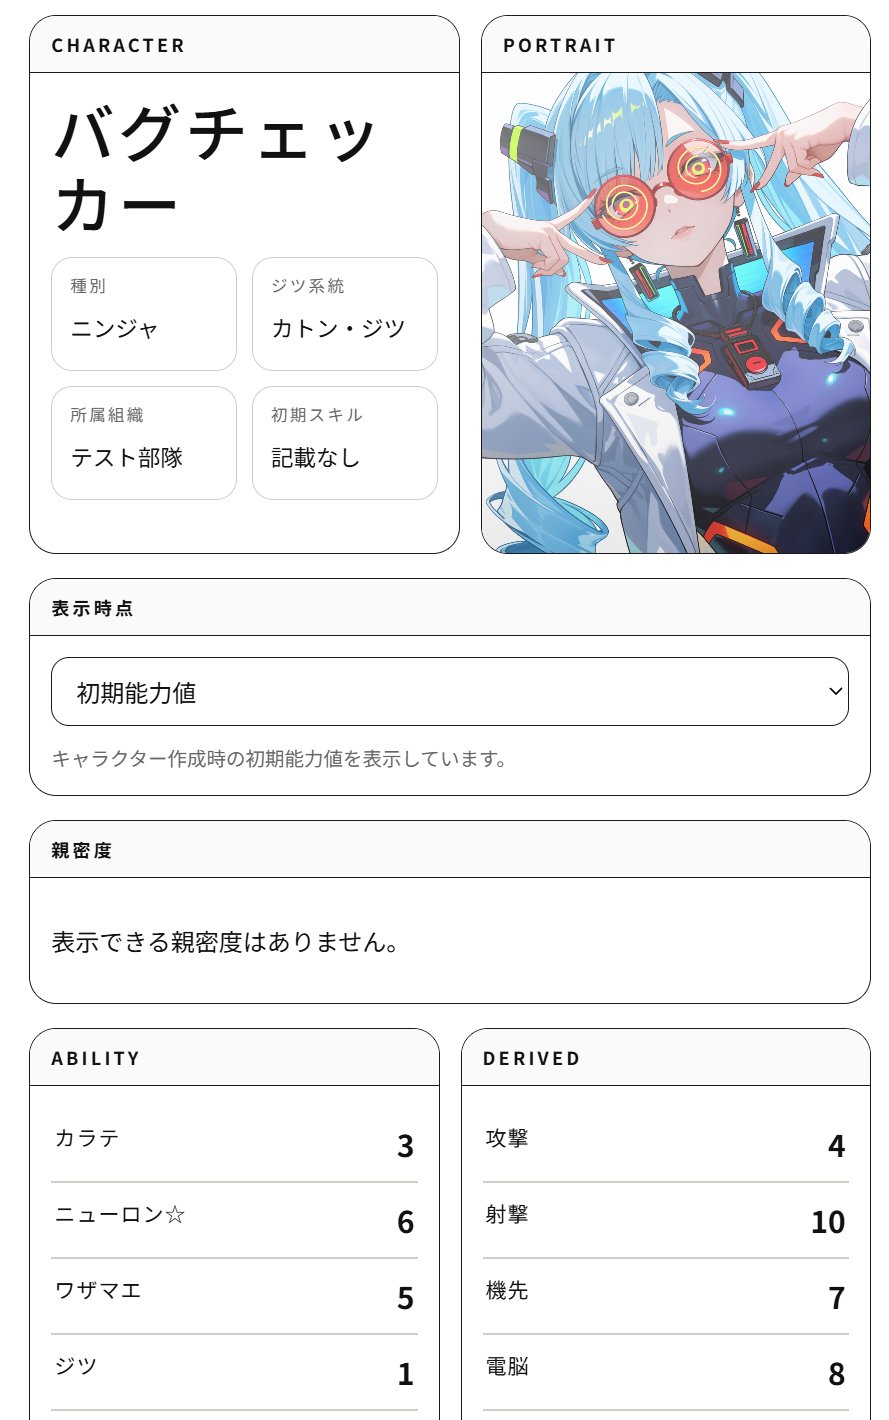 CHARACTER
バグチェッ
カー
種別
ニンジャ
ジツ系統
カトン・ジツ
所属組織
テスト部隊
初期スキル
記載なし
PORTRAIT
表示時点
初期能力値
キャラクター作成時の初期能力値を表示しています。
親密度
表示できる親密度はありません。
ABILITY
カラテ 3
ニューロン☆ 6
ワザマエ 5
ジツ 1
DERIVED
攻撃 4
射撃 10
機先 7
電脳 8